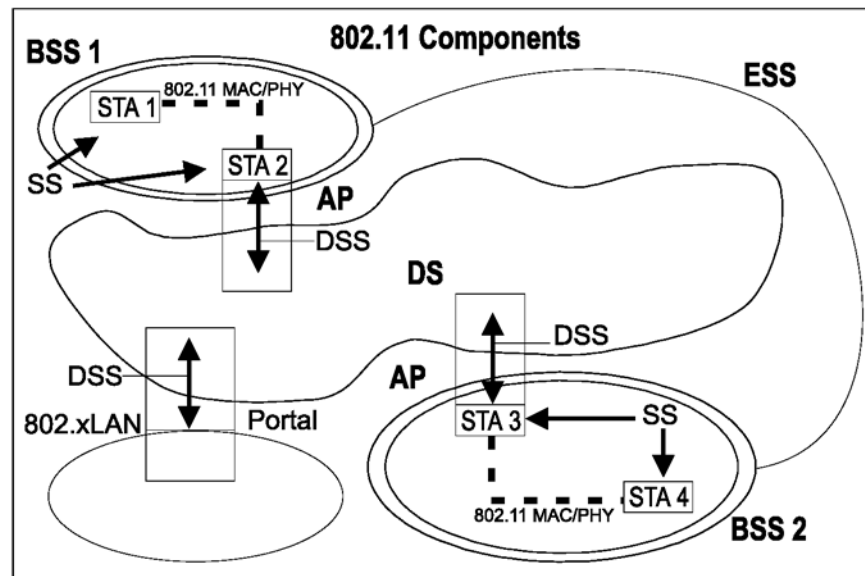 802.11 Components
BSS 1
ESS
802.11 MAC/PHY
STA 1
STA 2
SS
AP
DSS
DS
DSS
DSS
AP
802.xLAN
Portal
STA 3
SS
STA 4
802.11 MAC/PHY
BSS 2